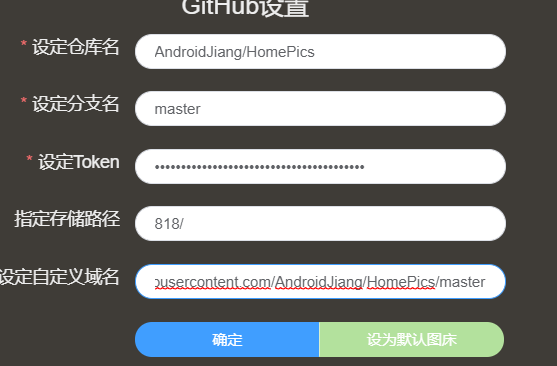 GitHub设置
* 设定仓库名 AndroidJiang/HomePics
* 设定分支名 master
* 设定Token ••••••••••••••••••••••••••••••••••••••••
指定存储路径 818/
设定自定义域名 ousercontent.com/AndroidJiang/HomePics/master
确定 设为默认图床